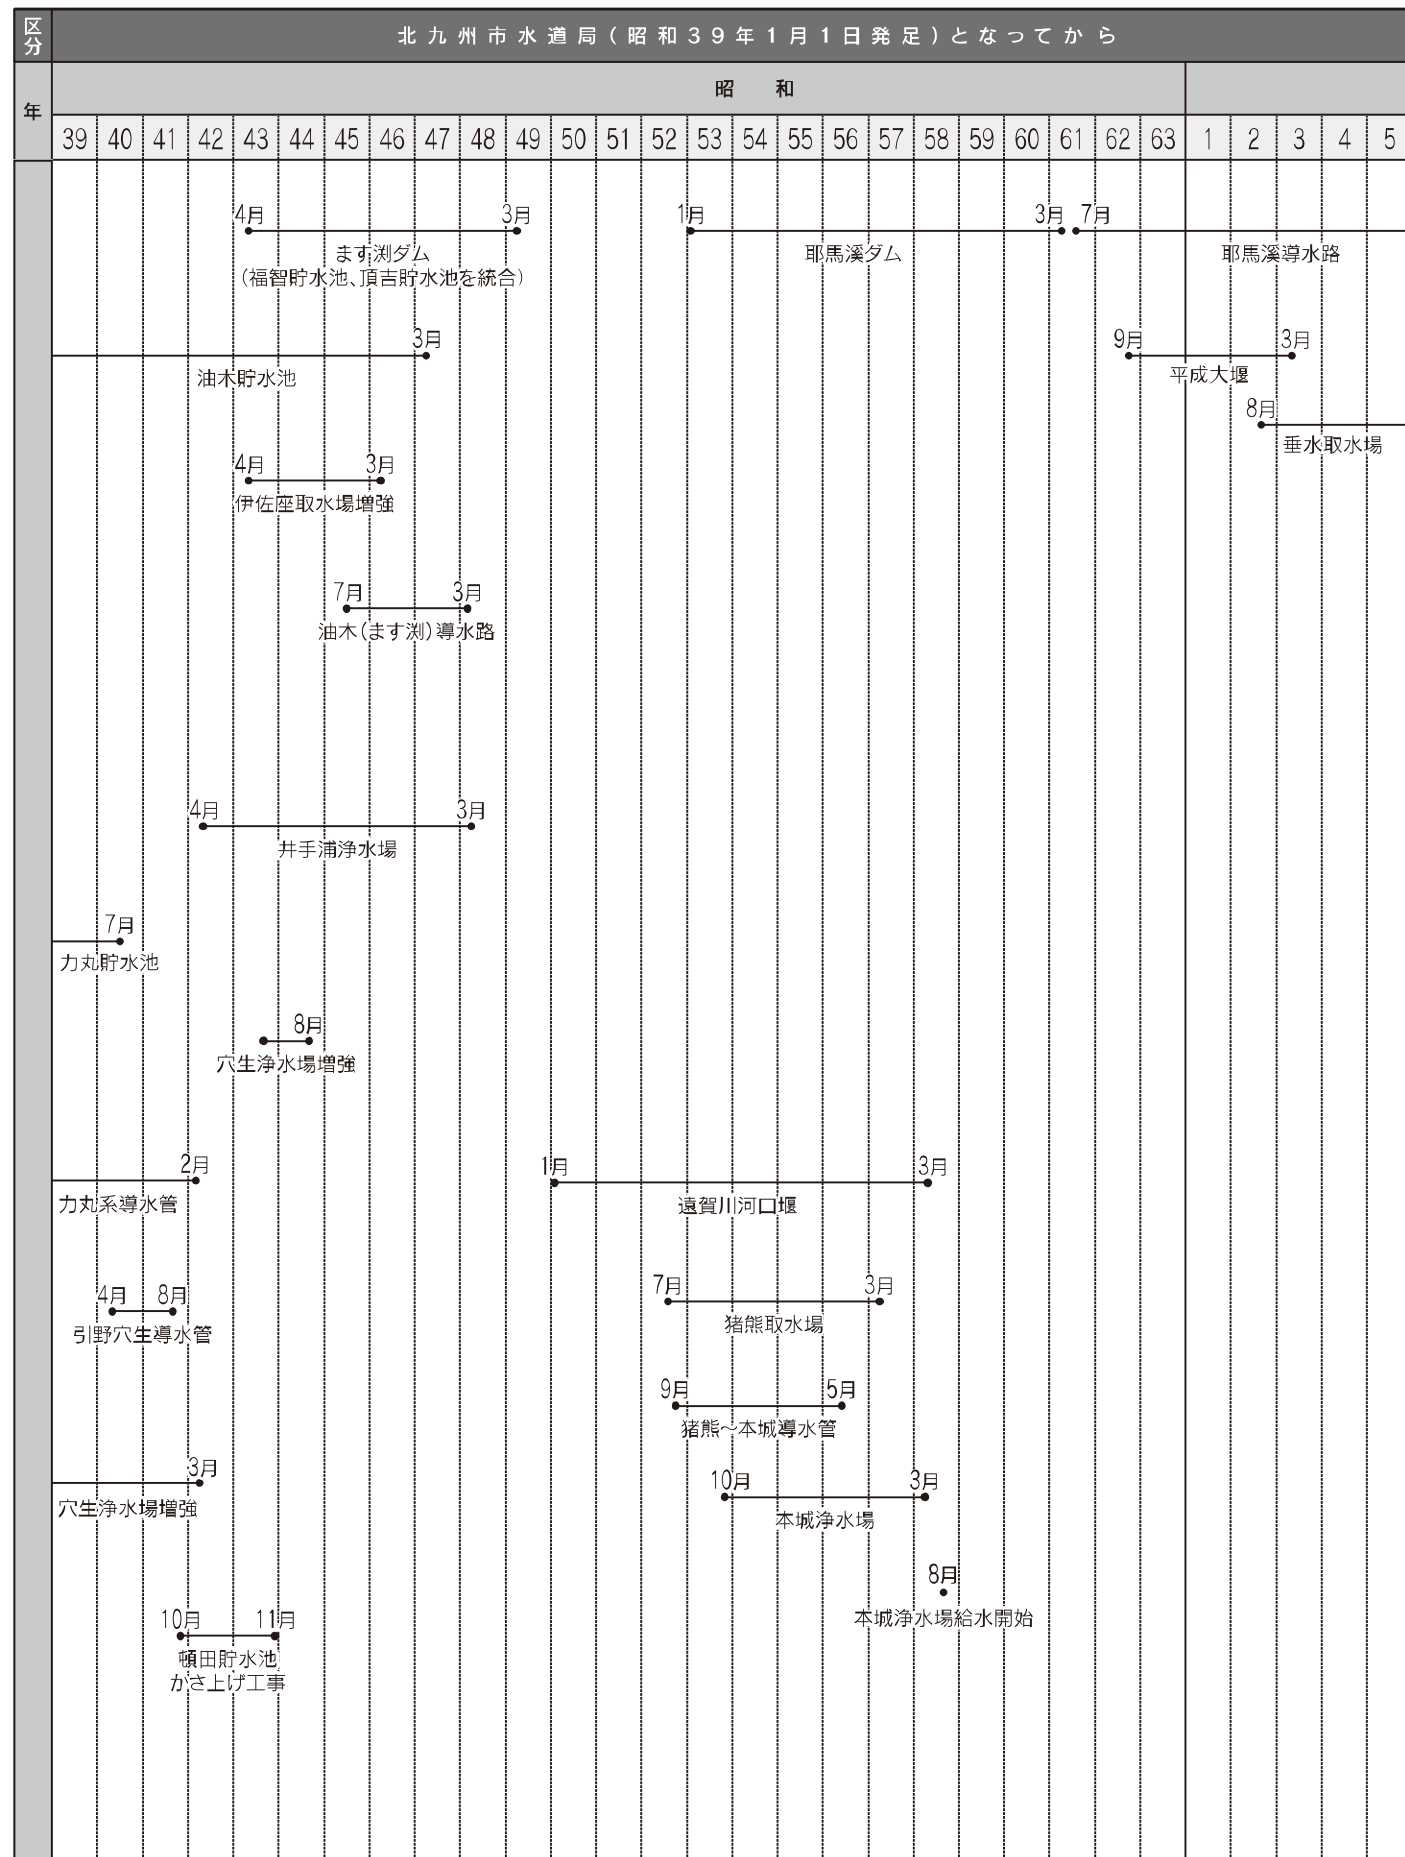 区分
北九州市水道局(昭和39年1月1日発足)となってから
年
昭 和
39 40 41 42 43 44 45 46 47 48 49 50 51 52 53 54 55 56 57 58 59 60 61 62 63 1 2 3 4 5
4月 3月 1月 3月 7月
ます渕ダム 耶馬溪ダム 耶馬溪導水路
(福智貯水池、頂吉貯水池を統合)
3月 9月 3月
油木貯水池 平成大堰
8月
垂水取水場
4月 3月
伊佐座取水場増強
7月 3月
油木(ます渕)導水路
4月 3月
井手浦浄水場
7月
力丸貯水池
8月
穴生浄水場増強
2月 1月 3月
力丸系導水管 遠賀川河口堰
4月 8月 7月 3月
引野穴生導水管 猪熊取水場
9月 5月
猪熊~本城導水管
3月 10月 3月
穴生浄水場増強 本城浄水場
8月
本城浄水場給水開始
10月 11月
頓田貯水池
かさ上げ工事